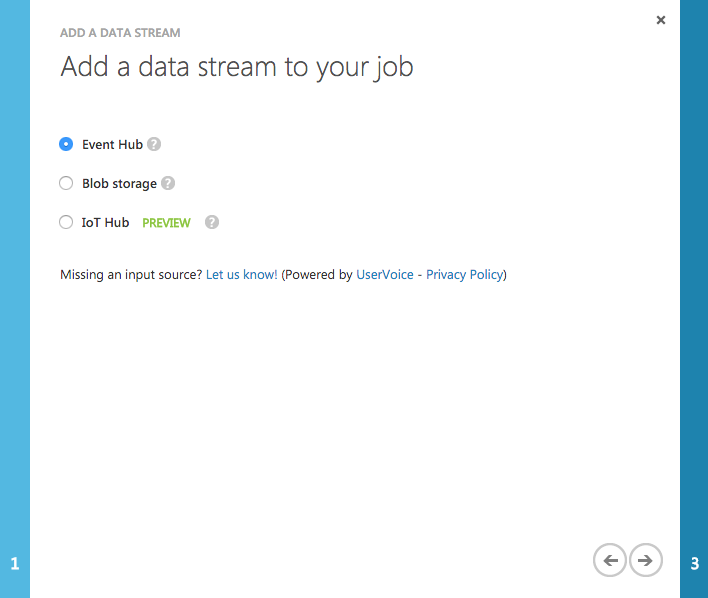 ADD A DATA STREAM
Add a data stream to your job
Event Hub ?
Blob storage ?
IoT Hub PREVIEW ?
Missing an input source? Let us know! (Powered by UserVoice - Privacy Policy)
1
3